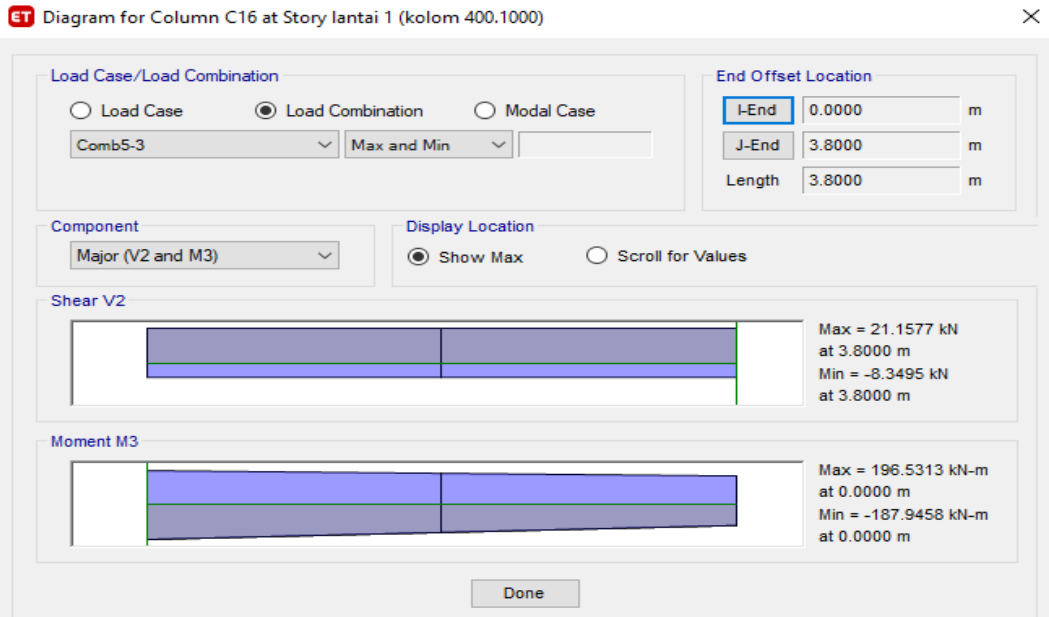 ET Diagram for Column C16 at Story lantai 1 (kolom 400.1000)
Load Case/Load Combination
Load Case Load Combination Modal Case
Comb5-3 Max and Min
End Offset Location
I-End 0.0000 m
J-End 3.8000 m
Length 3.8000 m
Component
Major (V2 and M3)
Display Location
Show Max Scroll for Values
Shear V2
Max = 21.1577 kN
at 3.8000 m
Min = -8.3495 kN
at 3.8000 m
Moment M3
Max = 196.5313 kN-m
at 0.0000 m
Min = -187.9458 kN-m
at 0.0000 m
Done